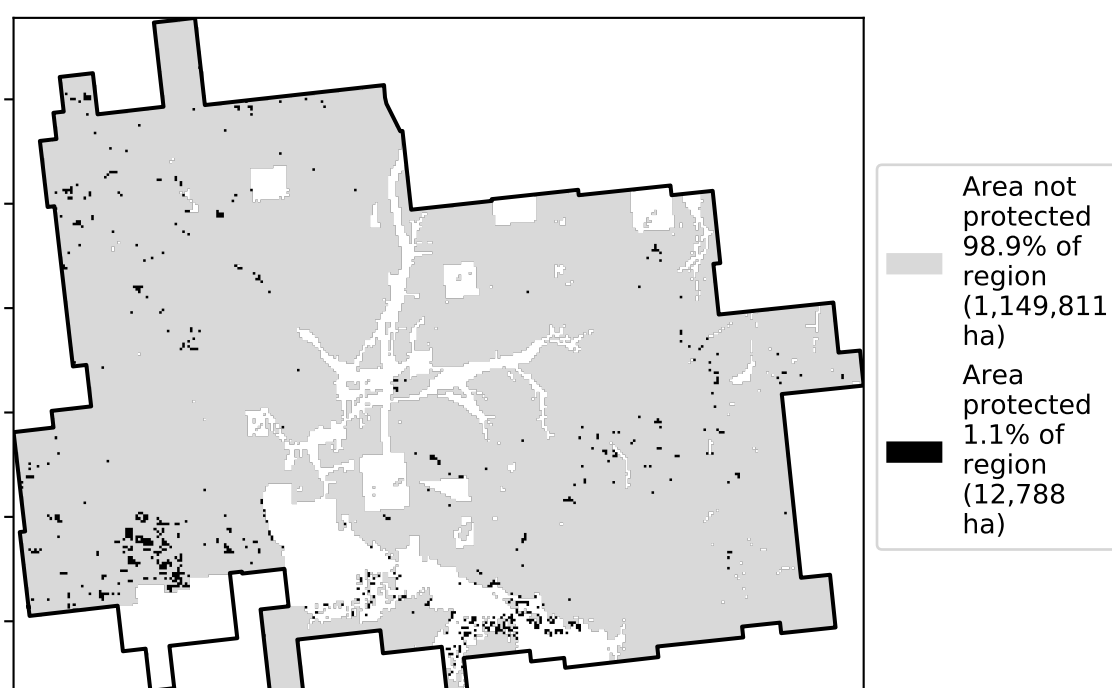 Area not
protected
98.9% of
region
(1,149,811
ha)
Area
protected
1.1% of
region
(12,788
ha)